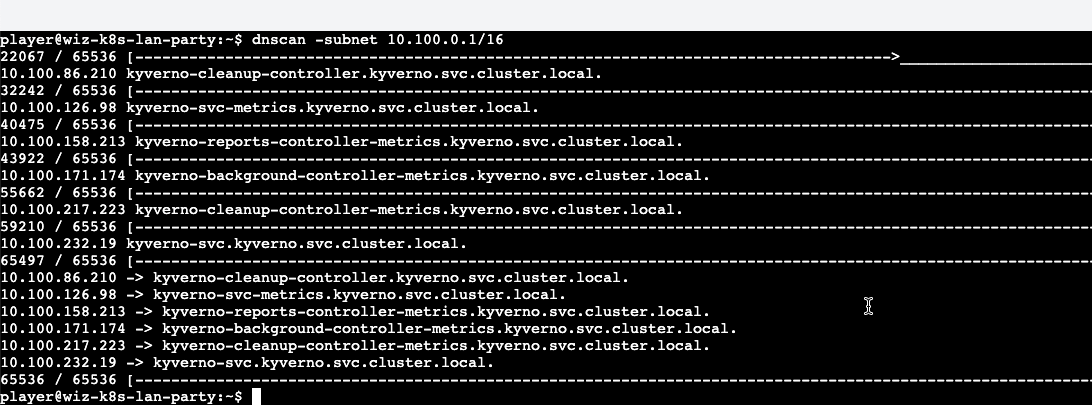 player@wiz-k8s-lan-party:~$ dnscan -subnet 10.100.0.1/16
22067 / 65536 [------------------------------------------------------------------------------------>______________________
10.100.86.210 kyverno-cleanup-controller.kyverno.svc.cluster.local.
32242 / 65536 [----------------------------------------------------------------------------------------------------------
10.100.126.98 kyverno-svc-metrics.kyverno.svc.cluster.local.
40475 / 65536 [----------------------------------------------------------------------------------------------------------
10.100.158.213 kyverno-reports-controller-metrics.kyverno.svc.cluster.local.
43922 / 65536 [----------------------------------------------------------------------------------------------------------
10.100.171.174 kyverno-background-controller-metrics.kyverno.svc.cluster.local.
55662 / 65536 [----------------------------------------------------------------------------------------------------------
10.100.217.223 kyverno-cleanup-controller-metrics.kyverno.svc.cluster.local.
59210 / 65536 [----------------------------------------------------------------------------------------------------------
10.100.232.19 kyverno-svc.kyverno.svc.cluster.local.
65497 / 65536 [----------------------------------------------------------------------------------------------------------
10.100.86.210 -> kyverno-cleanup-controller.kyverno.svc.cluster.local.
10.100.126.98 -> kyverno-svc-metrics.kyverno.svc.cluster.local.
10.100.158.213 -> kyverno-reports-controller-metrics.kyverno.svc.cluster.local.
10.100.171.174 -> kyverno-background-controller-metrics.kyverno.svc.cluster.local.
10.100.217.223 -> kyverno-cleanup-controller-metrics.kyverno.svc.cluster.local.
10.100.232.19 -> kyverno-svc.kyverno.svc.cluster.local.
65536 / 65536 [----------------------------------------------------------------------------------------------------------
player@wiz-k8s-lan-party:~$